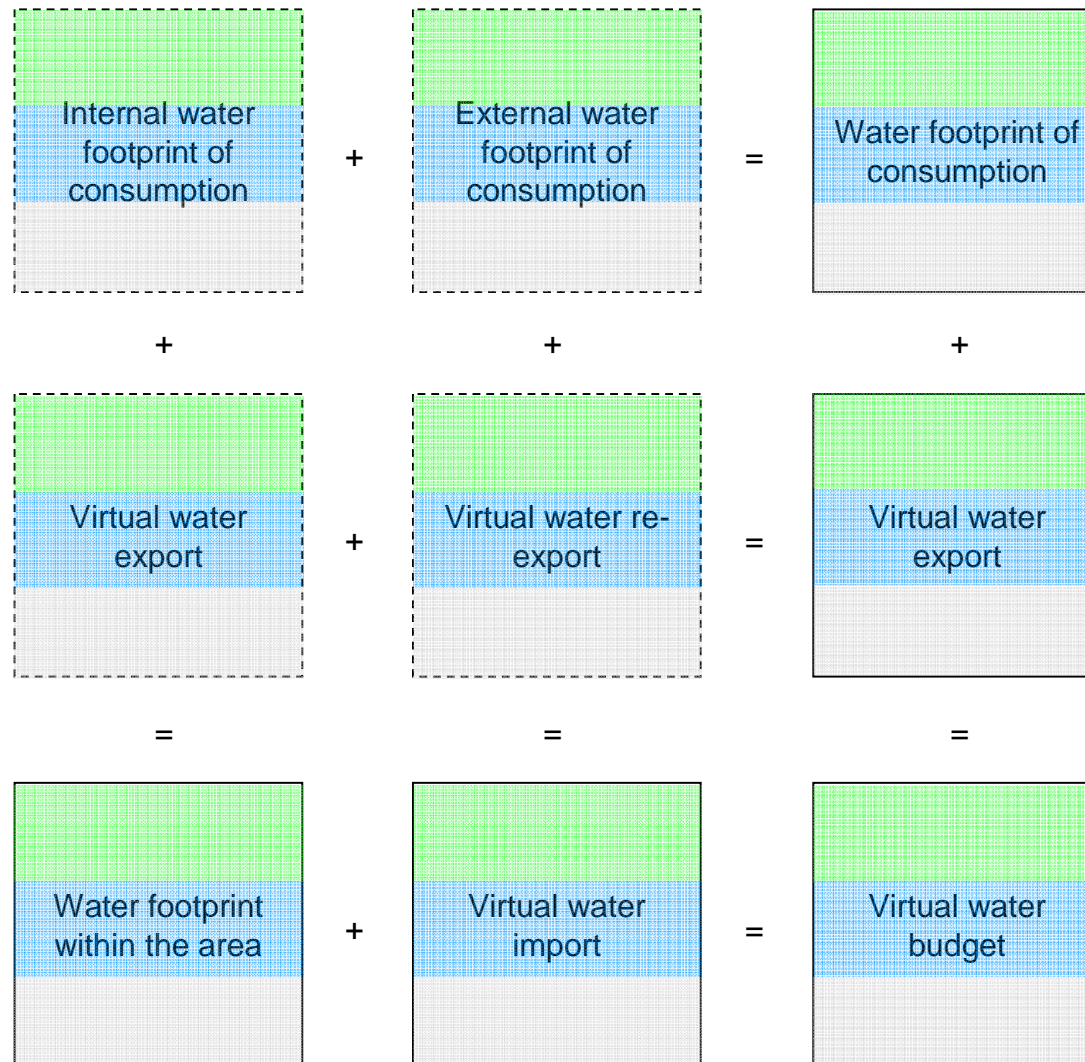 Internal water
footprint of
consumption
+
External water
footprint of
consumption
=
Water footprint of
consumption
+
+
+
Virtual water
export
+
Virtual water re-
export
=
Virtual water
export
=
=
=
Water footprint
within the area
+
Virtual water
import
=
Virtual water
budget